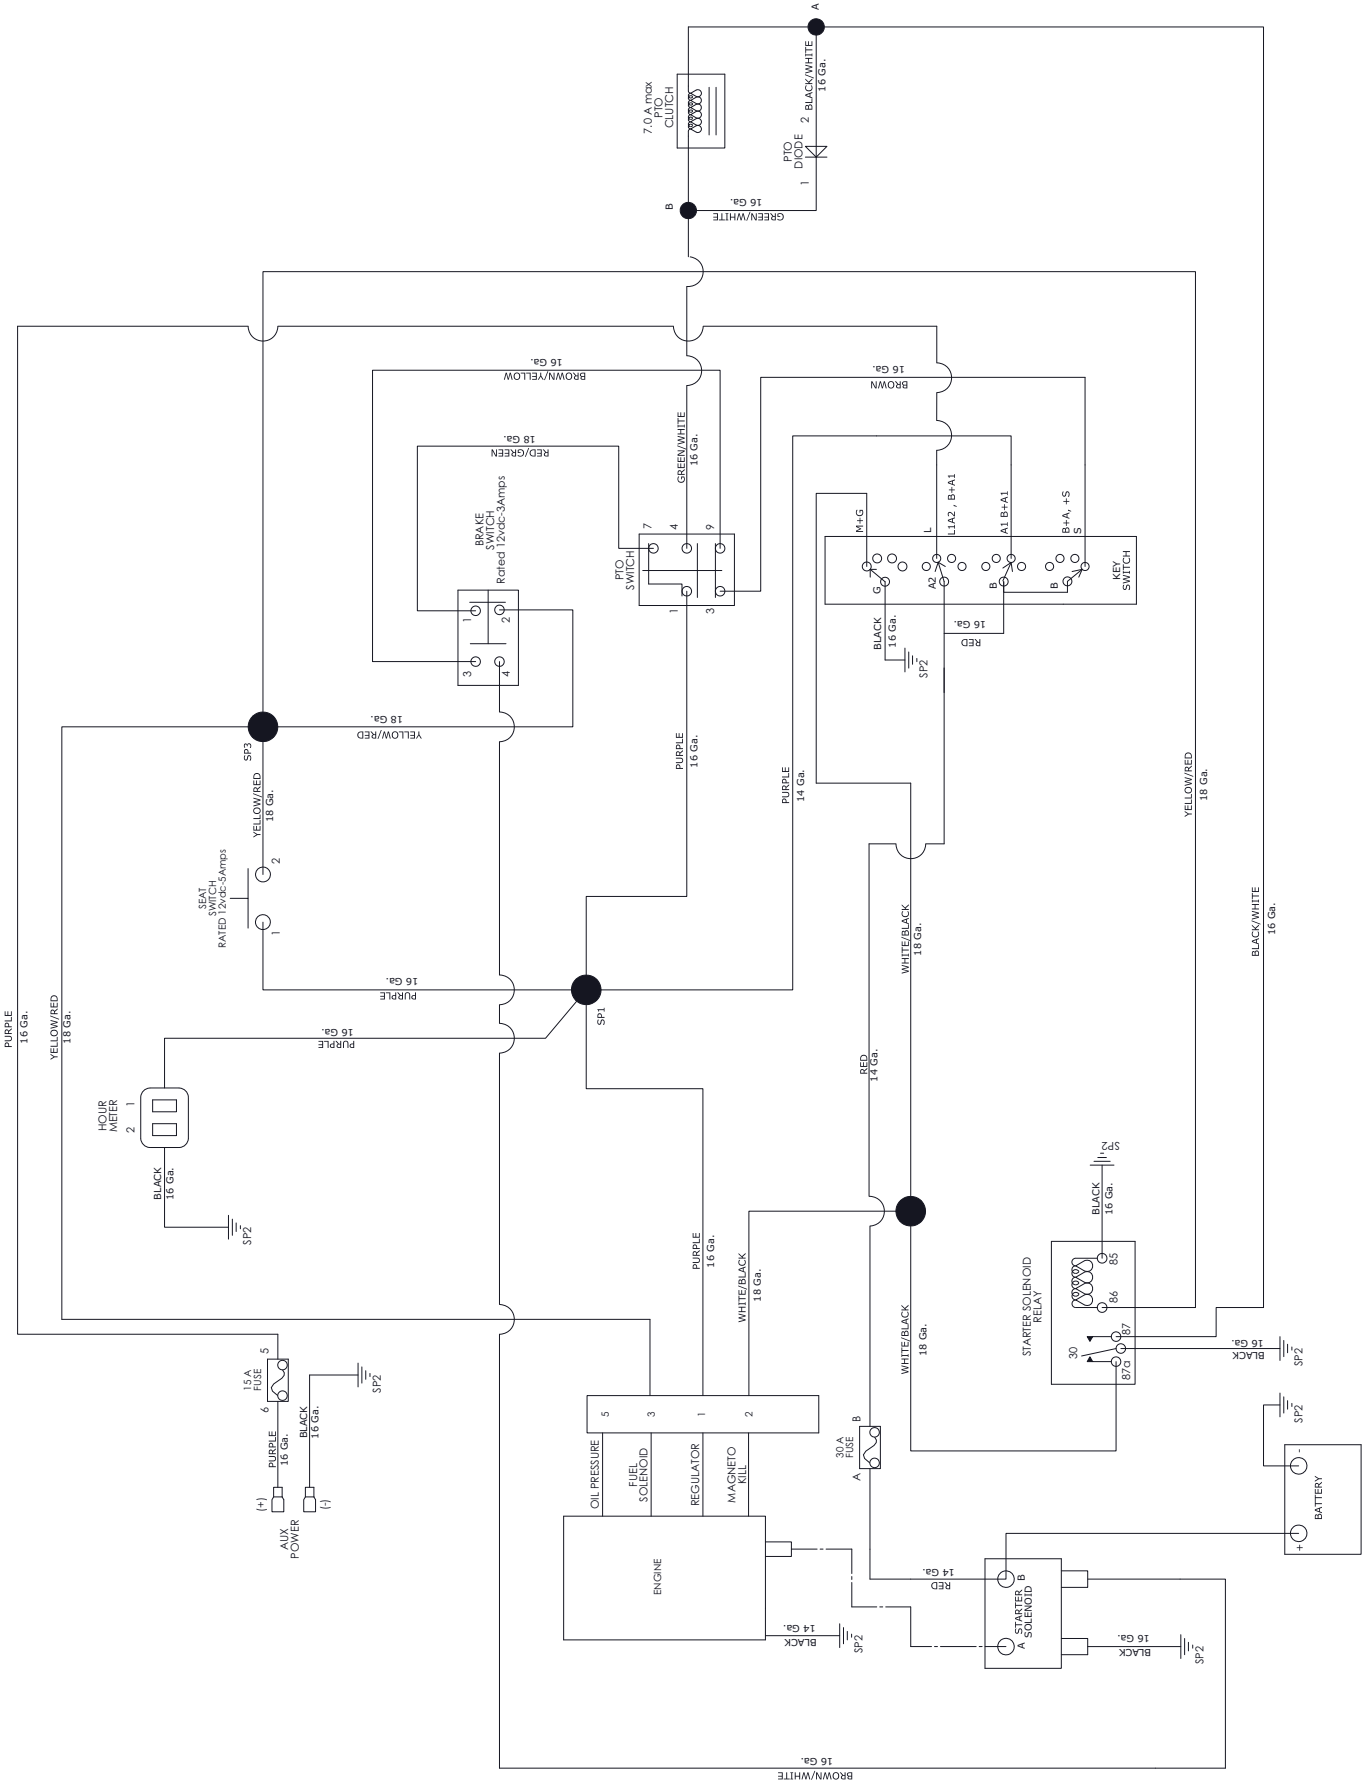 A
BLACK/WHITE
16 Ga.
2
7.0 A max
PTO
CLUTCH
PTO
DIODE
1
B
16 Ga.
GREEN/WHITE
16 Ga.
BROWN/YELLOW
16 Ga.
BROWN
18 Ga.
RED/GREEN
GREEN/WHITE
16 Ga.
BRAKE
SWITCH
Rated 12vdc-3Amps
1
2
3
4
PTO
SWITCH
7
4
9
1
3
M+G
L
L1A2 , B+A1
A1 B+A1
B+A, +S
S
G
A2
B
B
KEY
SWITCH
BLACK
16 Ga.
SP2
16 Ga.
RED
18 Ga.
YELLOW/RED
SP3
YELLOW/RED
18 Ga.
PURPLE
16 Ga.
PURPLE
14 Ga.
YELLOW/RED
18 Ga.
SEAT
SWITCH
RATED 12vdc-5Amps
2
1
WHITE/BLACK
18 Ga.
BLACK/WHITE
16 Ga.
16 Ga.
PURPLE
SP1
PURPLE
16 Ga.
YELLOW/RED
18 Ga.
16 Ga.
PURPLE
RED
14 Ga.
HOUR
METER
1
2
BLACK
16 Ga.
SP2
SP2
BLACK
16 Ga.
PURPLE
16 Ga.
WHITE/BLACK
18 Ga.
WHITE/BLACK
18 Ga.
STARTER SOLENOID
RELAY
85
86
87
30
87a
16 Ga.
BLACK
SP2
15 A
FUSE
5
6
SP2
PURPLE
16 Ga.
BLACK
16 Ga.
(+)
(-)
AUX
POWER
5
3
1
2
OIL PRESSURE
FUEL
SOLENOID
REGULATOR
MAGNETO
KILL
30 A
FUSE
B
A
SP2
-
+
BATTERY
ENGINE
14 Ga.
BLACK
SP2
14 Ga.
RED
B
A
STARTER
SOLENOID
16 Ga.
BLACK
SP2
16 Ga.
BROWN/WHITE